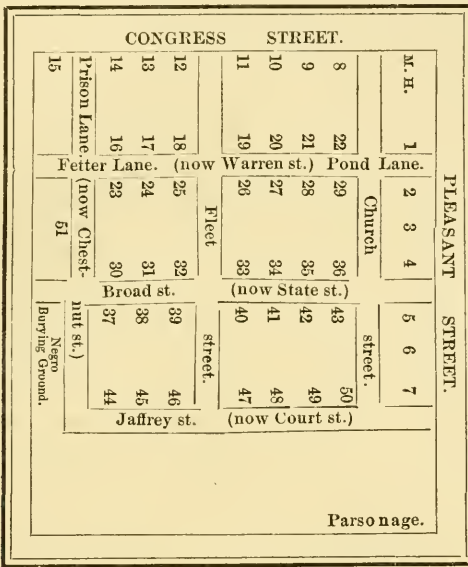 CONGRESS STREET.
15
Prison Lane.
14 13 12 11 10 9 8
M. H.
1
16 17 18 19 20 21 22
Fetter Lane. (now Warren st.) Pond Lane.
51
(now Chest-
23 24 25
Fleet
26 27 28 29
Church
2 3 4
PLEASANT
30 31 32 33 34 35 36
Broad st. (now State st.)
Negro
Burying Ground.
nut st.)
37 38 39
street.
40 41 42 43
street.
5 6 7
STREET.
44 45 46 47 48 49 50
Jaffrey st. (now Court st.)
Parsonage.